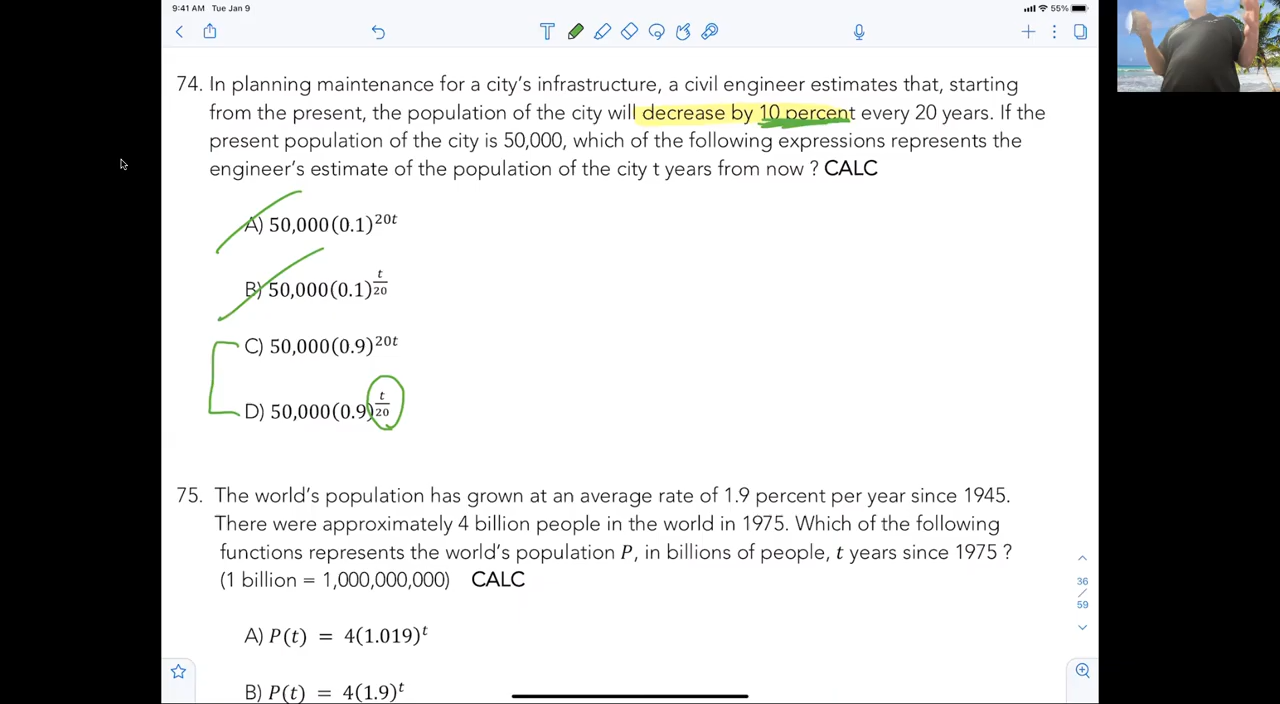 9:41 AM Tue Jan 9
55%
74. In planning maintenance for a city's infrastructure, a civil engineer estimates that, starting
from the present, the population of the city will decrease by 10 percent every 20 years. If the
present population of the city is 50,000, which of the following expressions represents the
engineer's estimate of the population of the city t years from now ? CALC
A) 50,000(0.1)^{20t}
B) 50,000(0.1)^{t/20}
C) 50,000(0.9)^{20t}
D) 50,000(0.9)^{t/20}
75. The world's population has grown at an average rate of 1.9 percent per year since 1945.
There were approximately 4 billion people in the world in 1975. Which of the following
functions represents the world's population P, in billions of people, t years since 1975 ?
(1 billion = 1,000,000,000) CALC
36
/
59
A) P(t) = 4(1.019)^t
B) P(t) = 4(1.9)^t